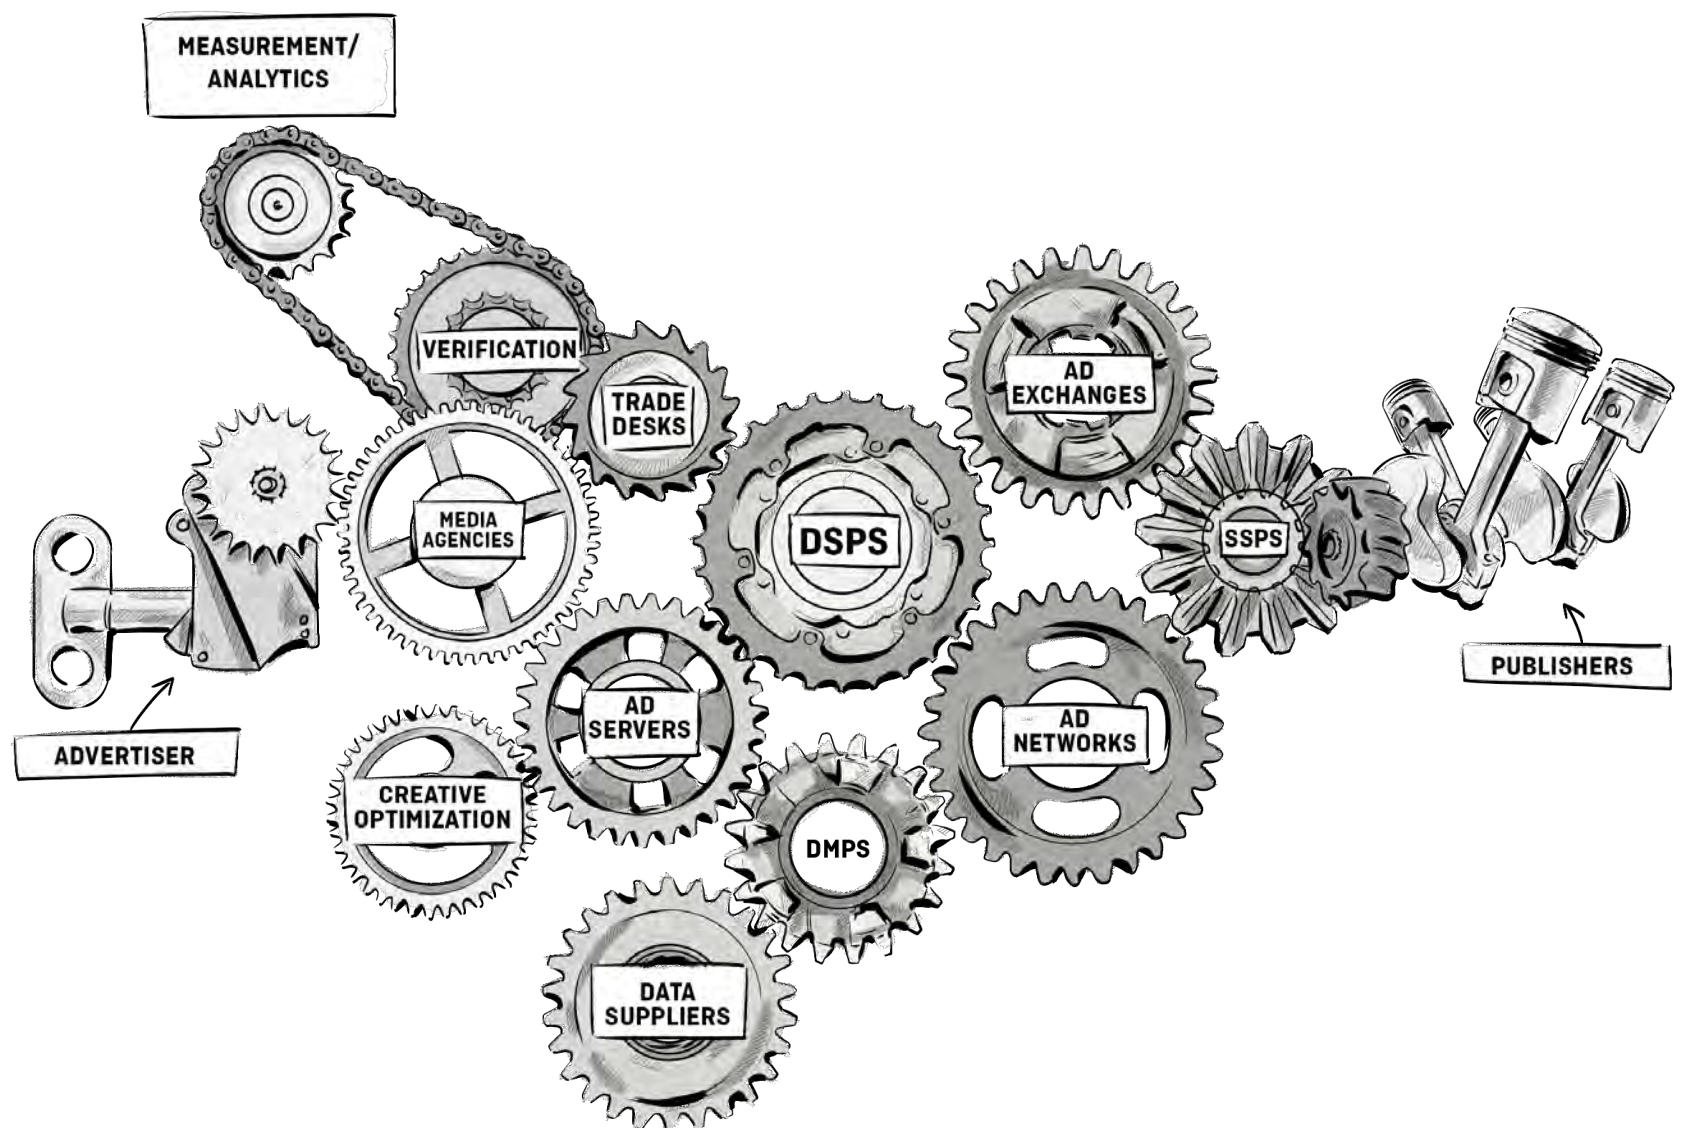 MEASUREMENT/
ANALYTICS
VERIFICATION
TRADE
DESKS
AD
EXCHANGES
MEDIA
AGENCIES
DSPS
SSPS
PUBLISHERS
ADVERTISER
AD
SERVERS
AD
NETWORKS
CREATIVE
OPTIMIZATION
DMPS
DATA
SUPPLIERS